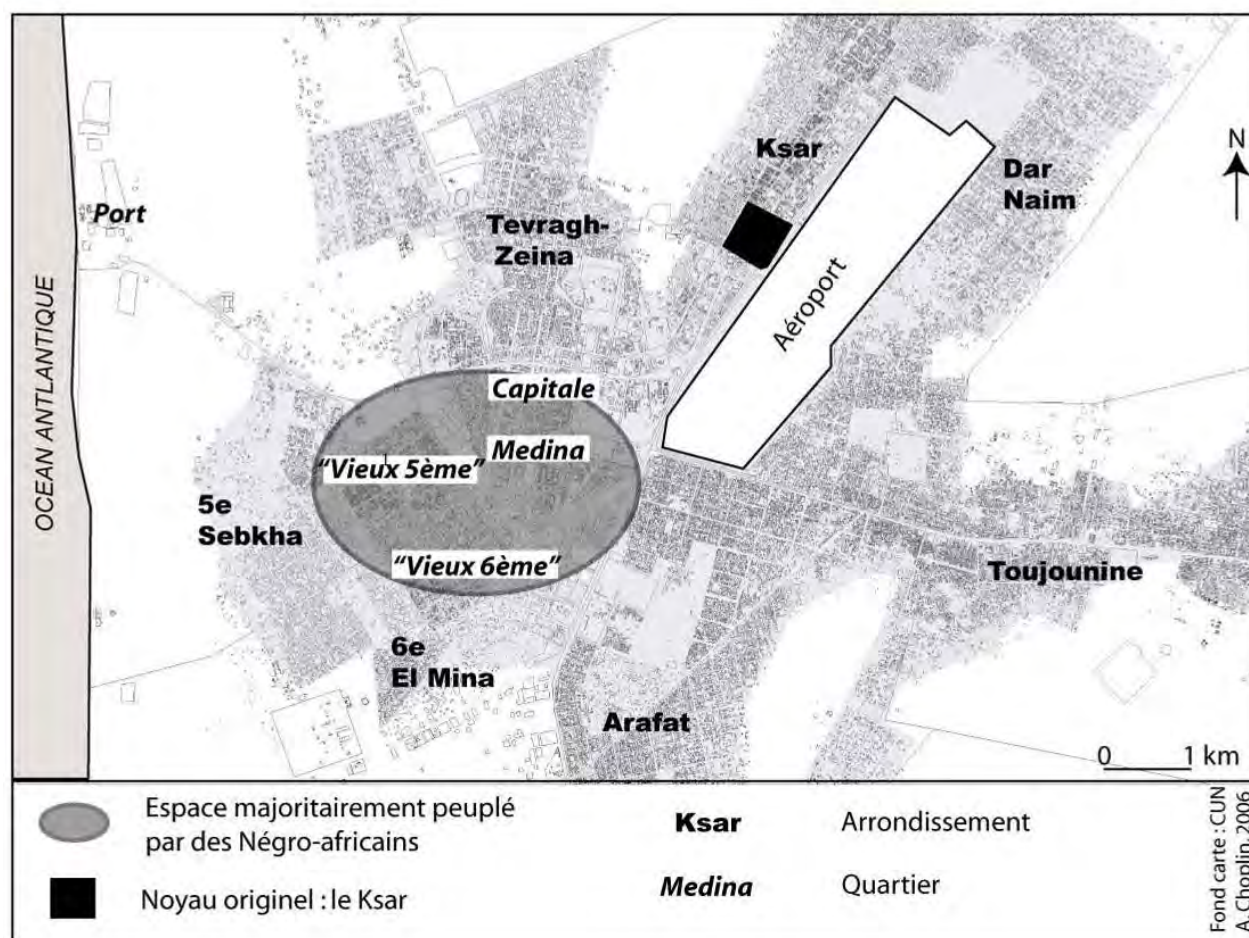 Ksar
Dar
Naim
N
Port
Tevragh-
Zeina
Aéroport
OCEAN ANTLANTIQUE
Capitale
Medina
“Vieux 5ème”
5e
Sebkha
“Vieux 6ème”
Toujounine
6e
El Mina
Arafat
0 1 km
Espace majoritairement peuplé
par des Négro-africains
Noyau originel : le Ksar
Ksar Arrondissement
Medina Quartier
Fond carte : CUN
A. Choplin, 2006